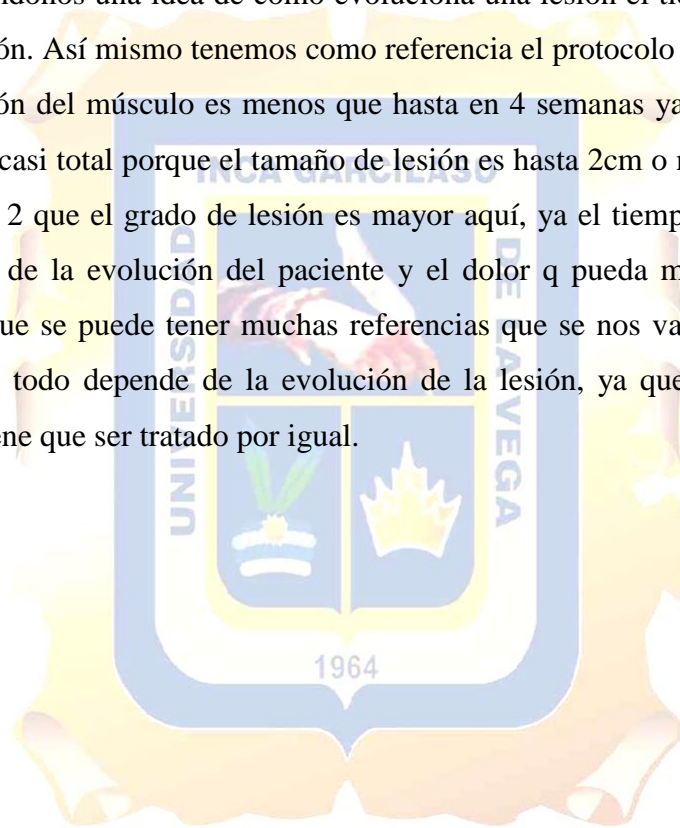 ndonos una idea de cómo evoluciona una lesión el tie
ón. Así mismo tenemos como referencia el protocolo
ón del músculo es menos que hasta en 4 semanas ya
casi total porque el tamaño de lesión es hasta 2cm o
2 que el grado de lesión es mayor aquí, ya el tiemp
de la evolución del paciente y el dolor q pueda m
ue se puede tener muchas referencias que se nos va
todo depende de la evolución de la lesión, ya que
ene que ser tratado por igual.
INCA GARCILASO
UNIVERSIDAD
DE LA VEGA
1964